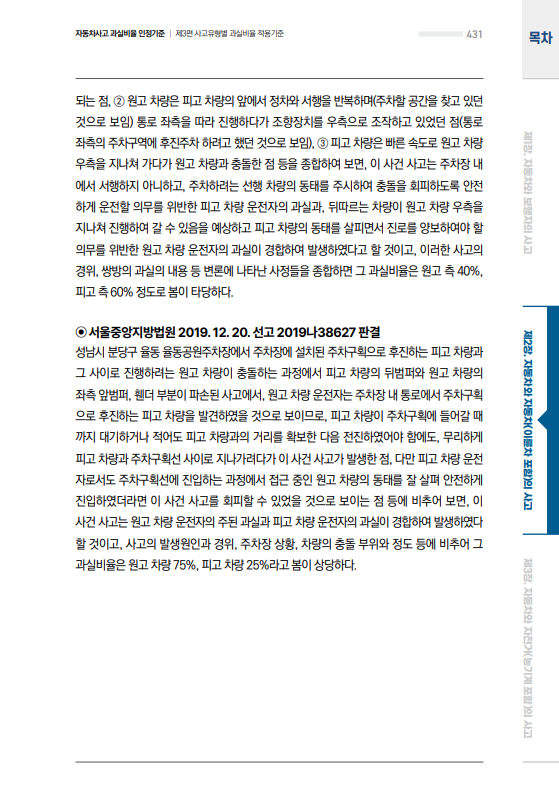 자동차사고 과실비율 인정기준 | 제3편 사고유형별 과실비율 적용기준
431
목차
되는 점, ② 원고 차량은 피고 차량의 앞에서 정차와 서행을 반복하며(주차할 공간을 찾고 있던
것으로 보임) 통로 좌측을 따라 진행하다가 조향장치를 우측으로 조작하고 있었던 점(통로
좌측의 주차구역에 후진주차 하려고 했던 것으로 보임), ③ 피고 차량은 빠른 속도로 원고 차량
우측을 지나쳐 가다가 원고 차량과 충돌한 점 등을 종합하여 보면, 이 사건 사고는 주차장 내
에서 서행하지 아니하고, 주차하려는 선행 차량의 동태를 주시하여 충돌을 회피하도록 안전
하게 운전할 의무를 위반한 피고 차량 운전자의 과실과, 뒤따르는 차량이 원고 차량 우측을
지나쳐 진행하여 갈 수 있음을 예상하고 피고 차량의 동태를 살피면서 진로를 양보하여야 할
의무를 위반한 원고 차량 운전자의 과실이 경합하여 발생하였다고 할 것이고, 이러한 사고의
경위, 쌍방의 과실의 내용 등 변론에 나타난 사정들을 종합하면 그 과실비율은 원고 측 40%,
피고 측 60% 정도로 봄이 타당하다.
◉ 서울중앙지방법원 2019. 12. 20. 선고 2019나38627 판결
성남시 분당구 율동 율동공원주차장에서 주차장에 설치된 주차구획으로 후진하는 피고 차량과
그 사이로 진행하려는 원고 차량이 충돌하는 과정에서 피고 차량의 뒤범퍼와 원고 차량의
좌측 앞범퍼, 휀더 부분이 파손된 사고에서, 원고 차량 운전자는 주차장 내 통로에서 주차구획
으로 후진하는 피고 차량을 발견하였을 것으로 보이므로, 피고 차량이 주차구획에 들어갈 때
까지 대기하거나 적어도 피고 차량과의 거리를 확보한 다음 전진하였어야 함에도, 무리하게
피고 차량과 주차구획선 사이로 지나가려다가 이 사건 사고가 발생한 점, 다만 피고 차량 운전
자로서도 주차구획선에 진입하는 과정에서 접근 중인 원고 차량의 동태를 잘 살펴 안전하게
진입하였더라면 이 사건 사고를 회피할 수 있었을 것으로 보이는 점 등에 비추어 보면, 이
사건 사고는 원고 차량 운전자의 주된 과실과 피고 차량 운전자의 과실이 경합하여 발생하였다
할 것이고, 사고의 발생원인과 경위, 주차장 상황, 차량의 충돌 부위와 정도 등에 비추어 그
과실비율은 원고 차량 75%, 피고 차량 25%라고 봄이 상당하다.
제1장. 자동차와 보행자의 사고
제2장. 자동차와 자동차(이륜차 포함)의 사고
제3장. 자동차와 자전거(농기계 포함)의 사고